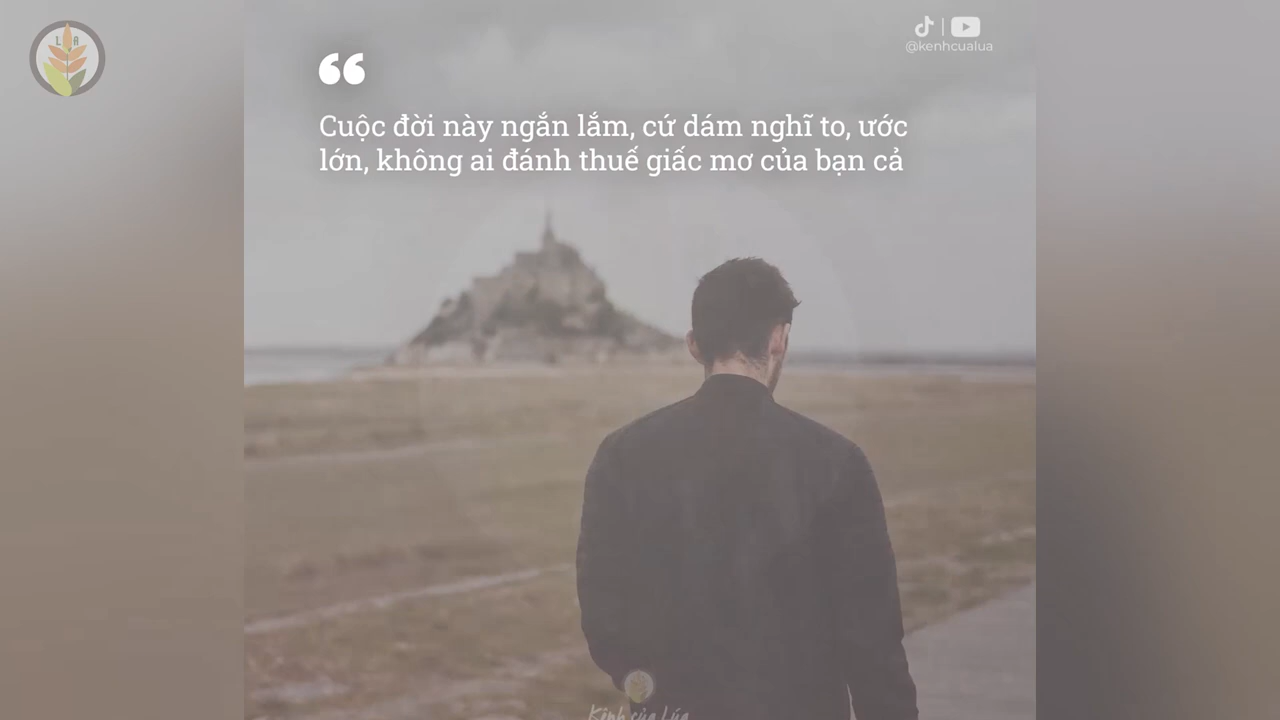 L A
@kenhcualua
Cuộc đời này ngắn lắm, cứ dám nghĩ to, ước
lớn, không ai đánh thuế giấc mơ của bạn cả
Kênh của Lúa